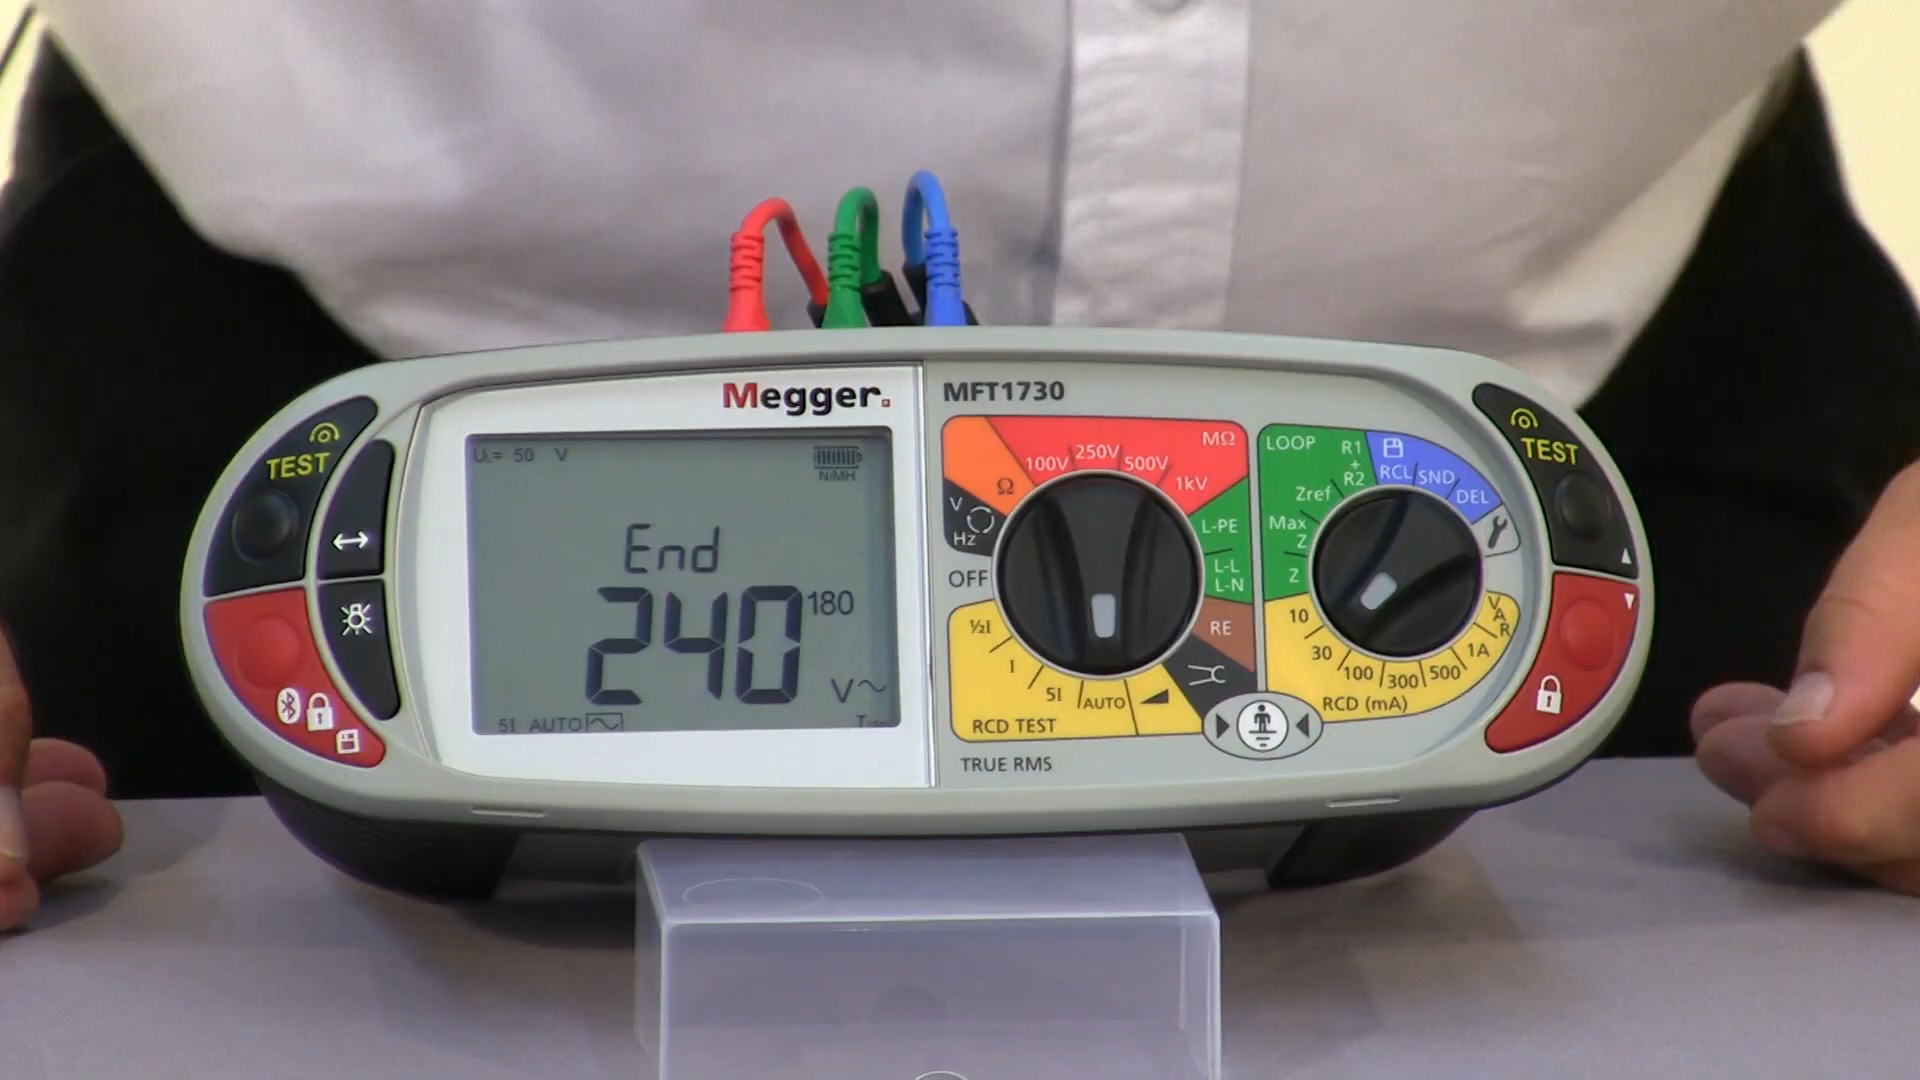 Megger.
MFT1730
TEST
UL= 50 V
NiMH
End
240 180
V~
5I AUTO
100V 250V 500V 1kV
MΩ
Ω
V
Hz
OFF
L-PE
L-L
L-N
RE
½I
I
5I
AUTO
RCD TEST
TRUE RMS
LOOP
R1
+
R2
Zref
Max
Z
Z
RCL SND DEL
10
30
100
300
500
1A
VAR
RCD (mA)
TEST